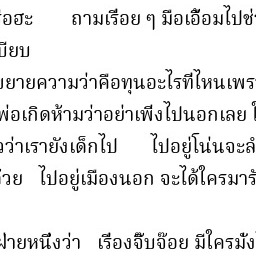 อฮะ ถามเรื่อย ๆ มือเอื้อมไปช่
บียบ
ยายความว่าคือทุนอะไรที่ไหนเพร
พ่อเกิดห้ามว่าอย่าเพิ่งไปนอกเลย
ว่าเรายังเด็กไป ไปอยู่โน่นจะลำ
วย ไปอยู่เมืองนอก จะได้ใครมารั
ฝ่ายหนึ่งว่า เรื่องจิ๊บจ๊อย มีใครมั่ง